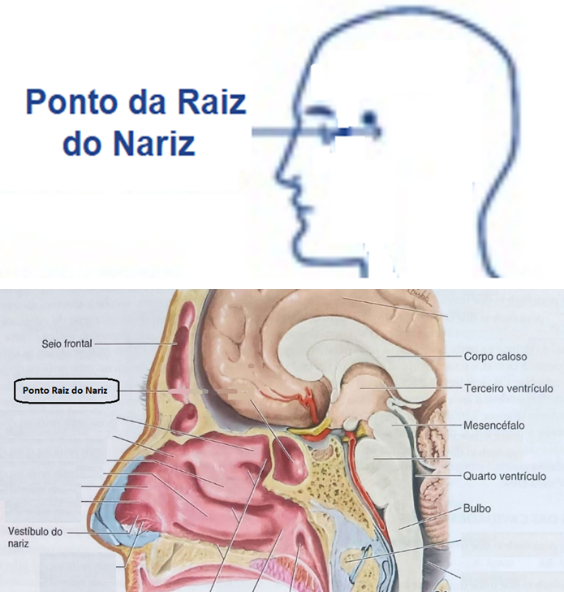 Ponto da Raiz
do Nariz
Seio frontal
Ponto Raiz do Nariz
Corpo caloso
Terceiro ventrículo
Mesencéfalo
Quarto ventrículo
Bulbo
Vestíbulo do
nariz